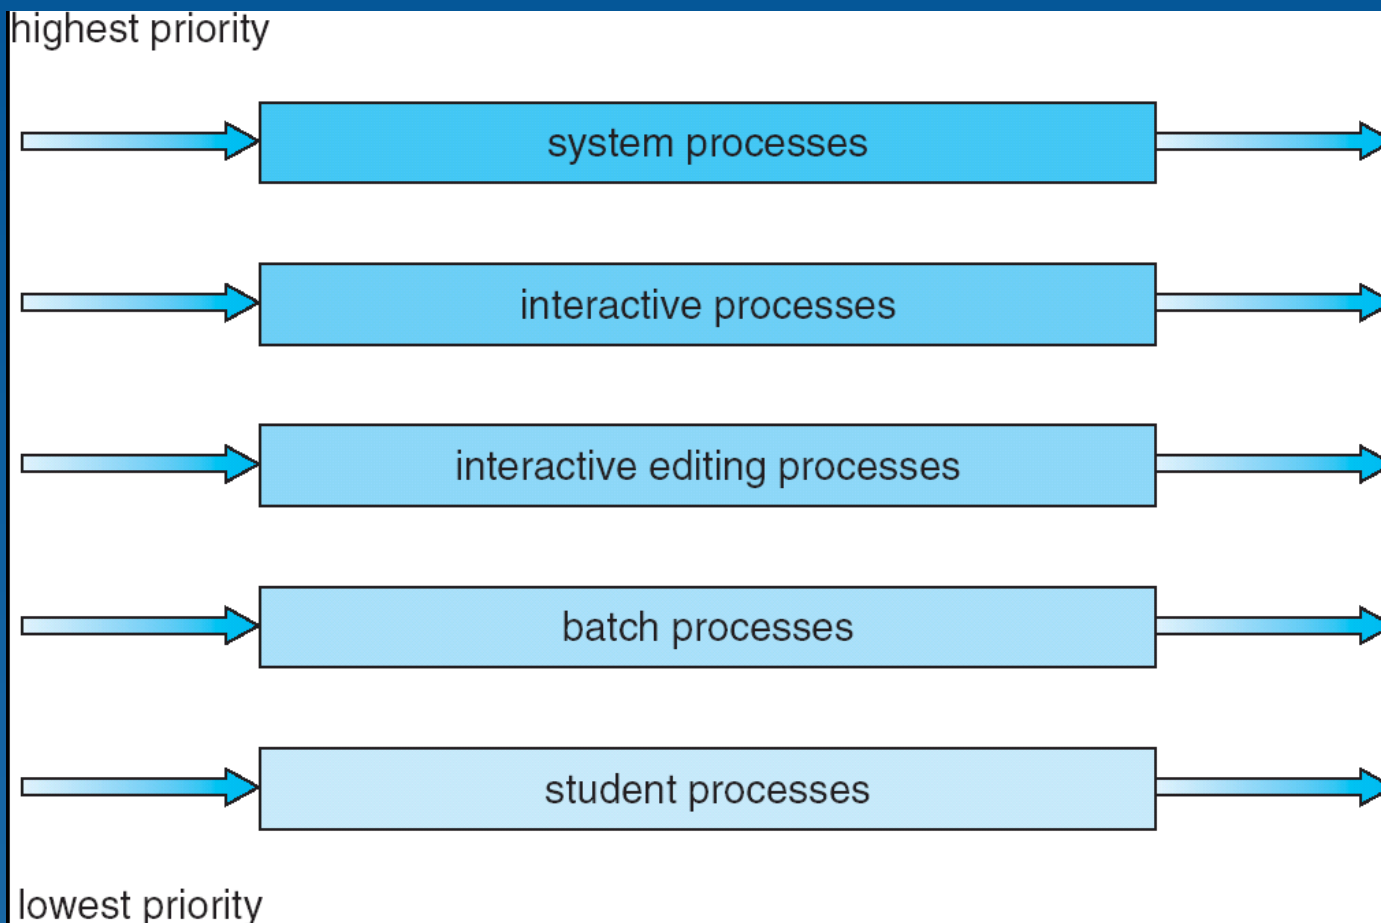 highest priority
system processes
interactive processes
interactive editing processes
batch processes
student processes
lowest priority